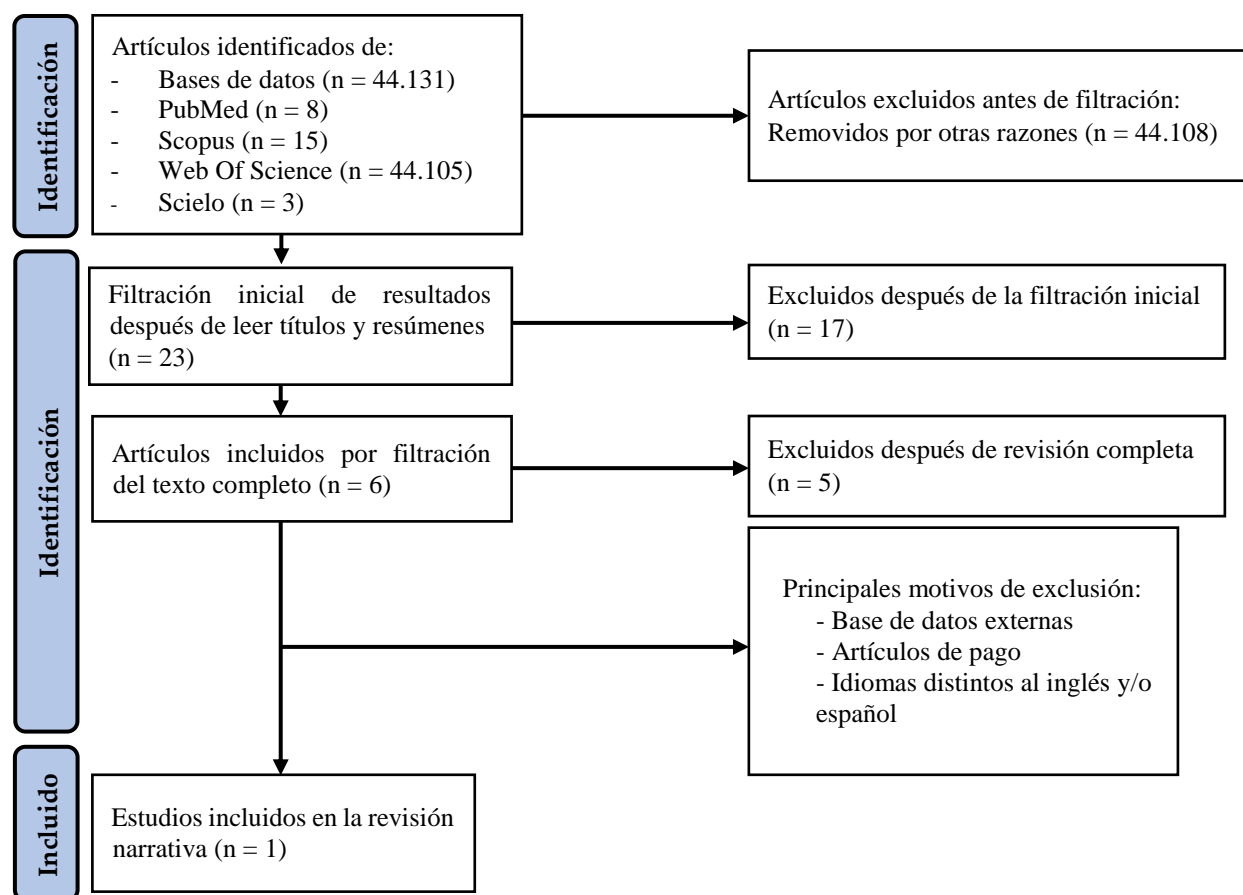 Identificación
Artículos identificados de:
- Bases de datos (n = 44.131)
- PubMed (n = 8)
- Scopus (n = 15)
- Web Of Science (n = 44.105)
- Scielo (n = 3)
Artículos excluidos antes de filtración:
Removidos por otras razones (n = 44.108)
Identificación
Filtración inicial de resultados
después de leer títulos y resúmenes
(n = 23)
Excluidos después de la filtración inicial
(n = 17)
Artículos incluidos por filtración
del texto completo (n = 6)
Excluidos después de revisión completa
(n = 5)
Principales motivos de exclusión:
- Base de datos externas
- Artículos de pago
- Idiomas distintos al inglés y/o
español
Incluido
Estudios incluidos en la revisión
narrativa (n = 1)